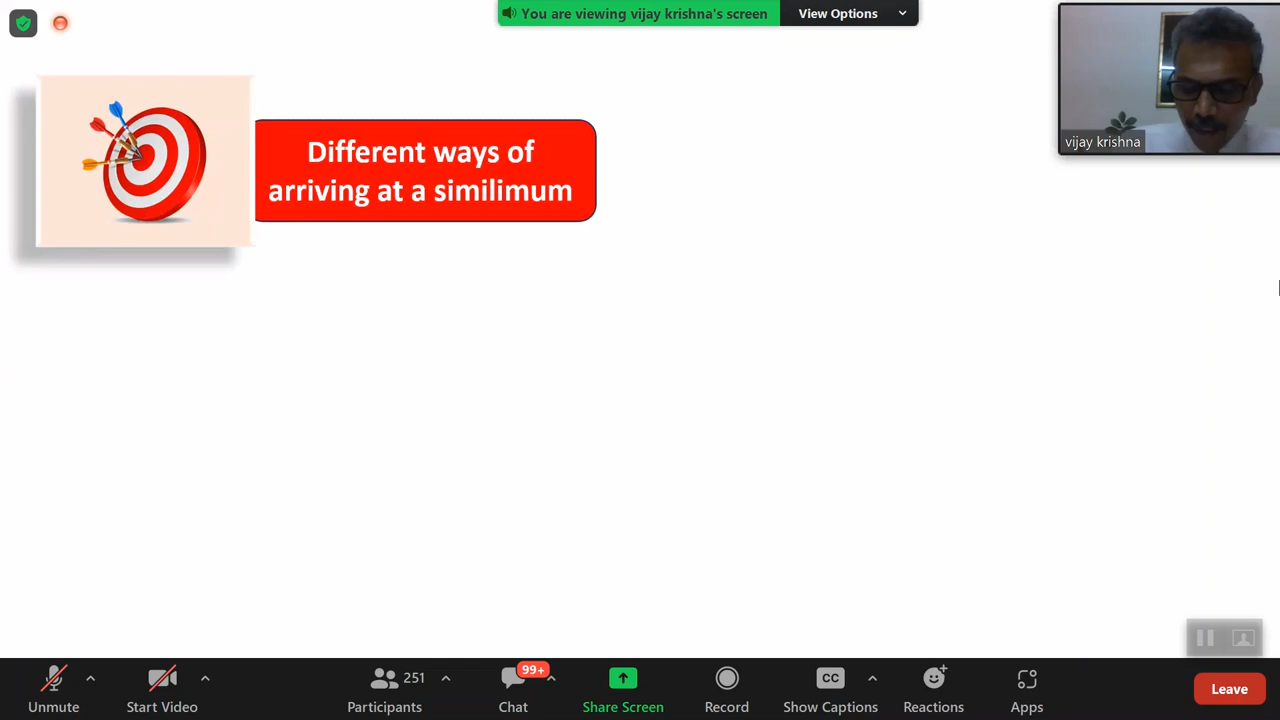 You are viewing vijay krishna's screen
View Options
vijay krishna
Different ways of
arriving at a similimum
Unmute
Start Video
251
Participants
99+
Chat
Share Screen
Record
CC
Show Captions
Reactions
Apps
Leave